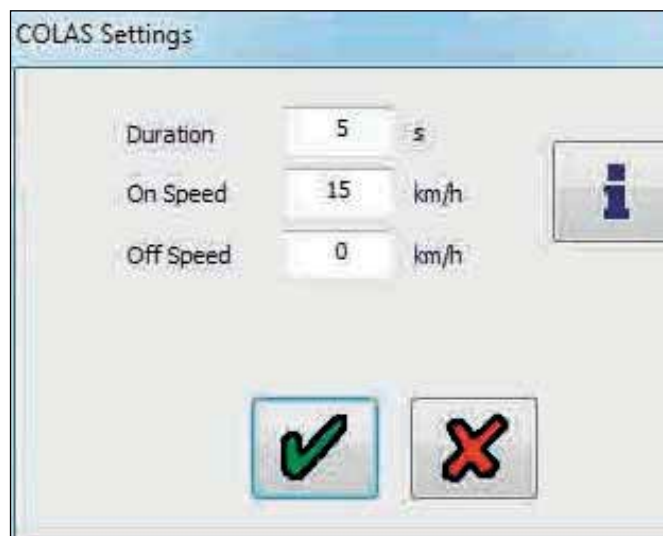 COLAS Settings
Duration 5 s
On Speed 15 km/h
Off Speed 0 km/h
i